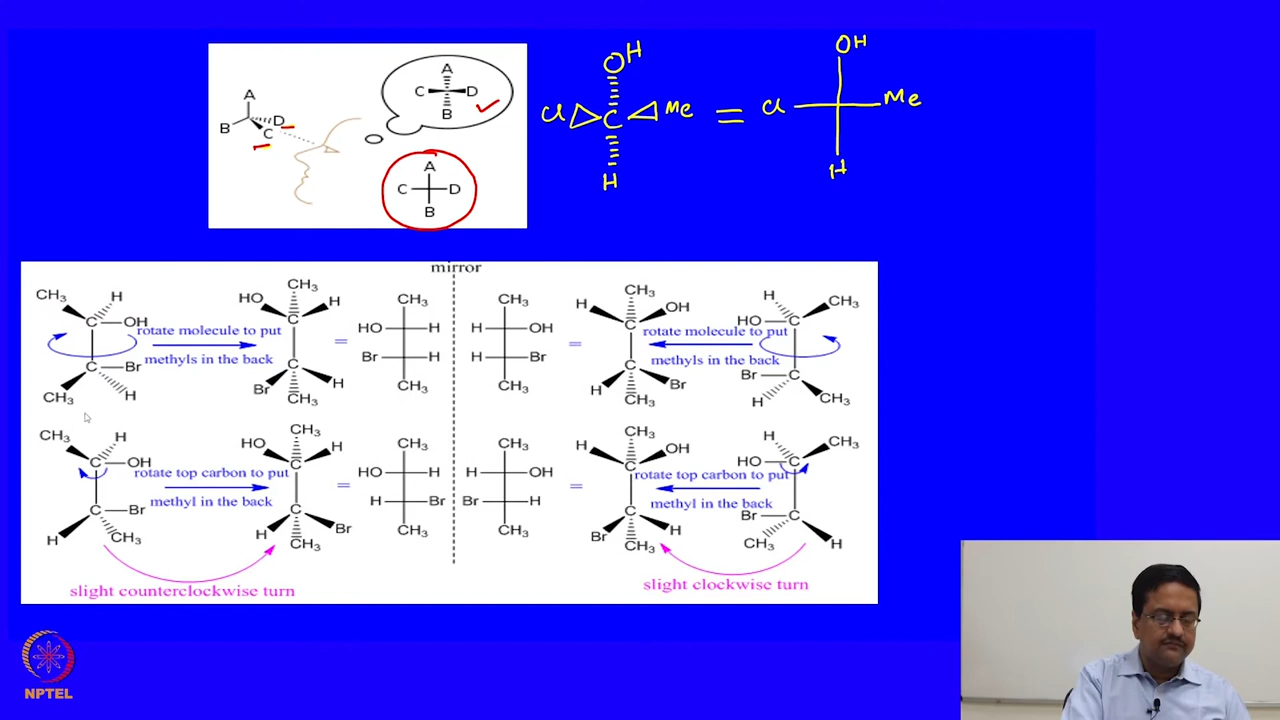 A
B
D
C
A
C
D
B
A
C
D
B
OH
Cl
C
Me
H
=
OH
Cl
Me
H
mirror
CH3
H
OH
Br
CH3
H
rotate molecule to put
methyls in the back
CH3
HO
H
C
C
Br
H
CH3
=
CH3
HO
H
Br
H
CH3
CH3
H
OH
H
Br
CH3
=
CH3
H
OH
C
C
H
Br
CH3
rotate molecule to put
methyls in the back
H
CH3
HO
C
Br
C
H
CH3
CH3
H
C
OH
C
Br
H
CH3
rotate top carbon to put
methyl in the back
CH3
HO
H
C
C
H
Br
CH3
=
CH3
HO
H
H
Br
CH3
CH3
H
OH
Br
H
CH3
=
CH3
H
OH
C
C
Br
H
CH3
rotate top carbon to put
methyl in the back
H
CH3
HO
C
Br
C
CH3
H
slight counterclockwise turn
slight clockwise turn
NPTEL